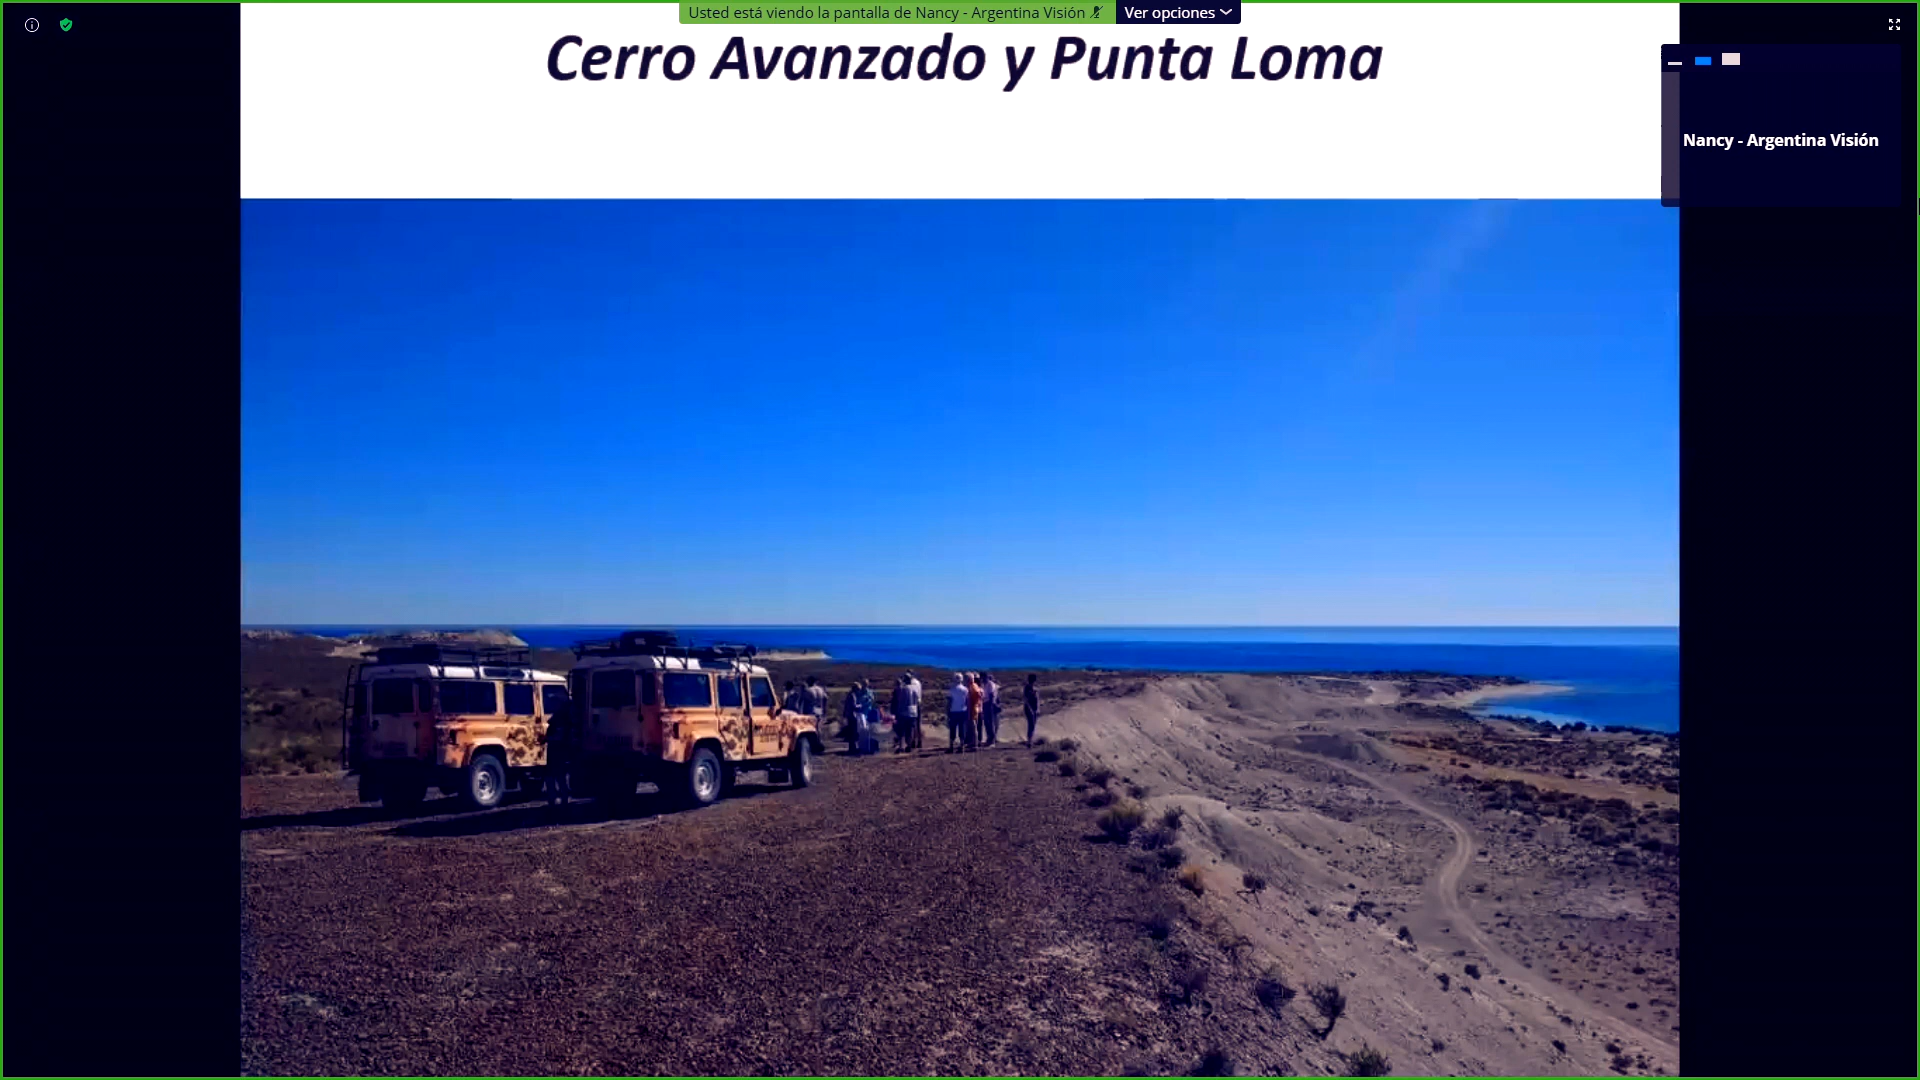 Usted está viendo la pantalla de Nancy - Argentina Visión
Ver opciones
Cerro Avanzado y Punta Loma
Nancy - Argentina Visión